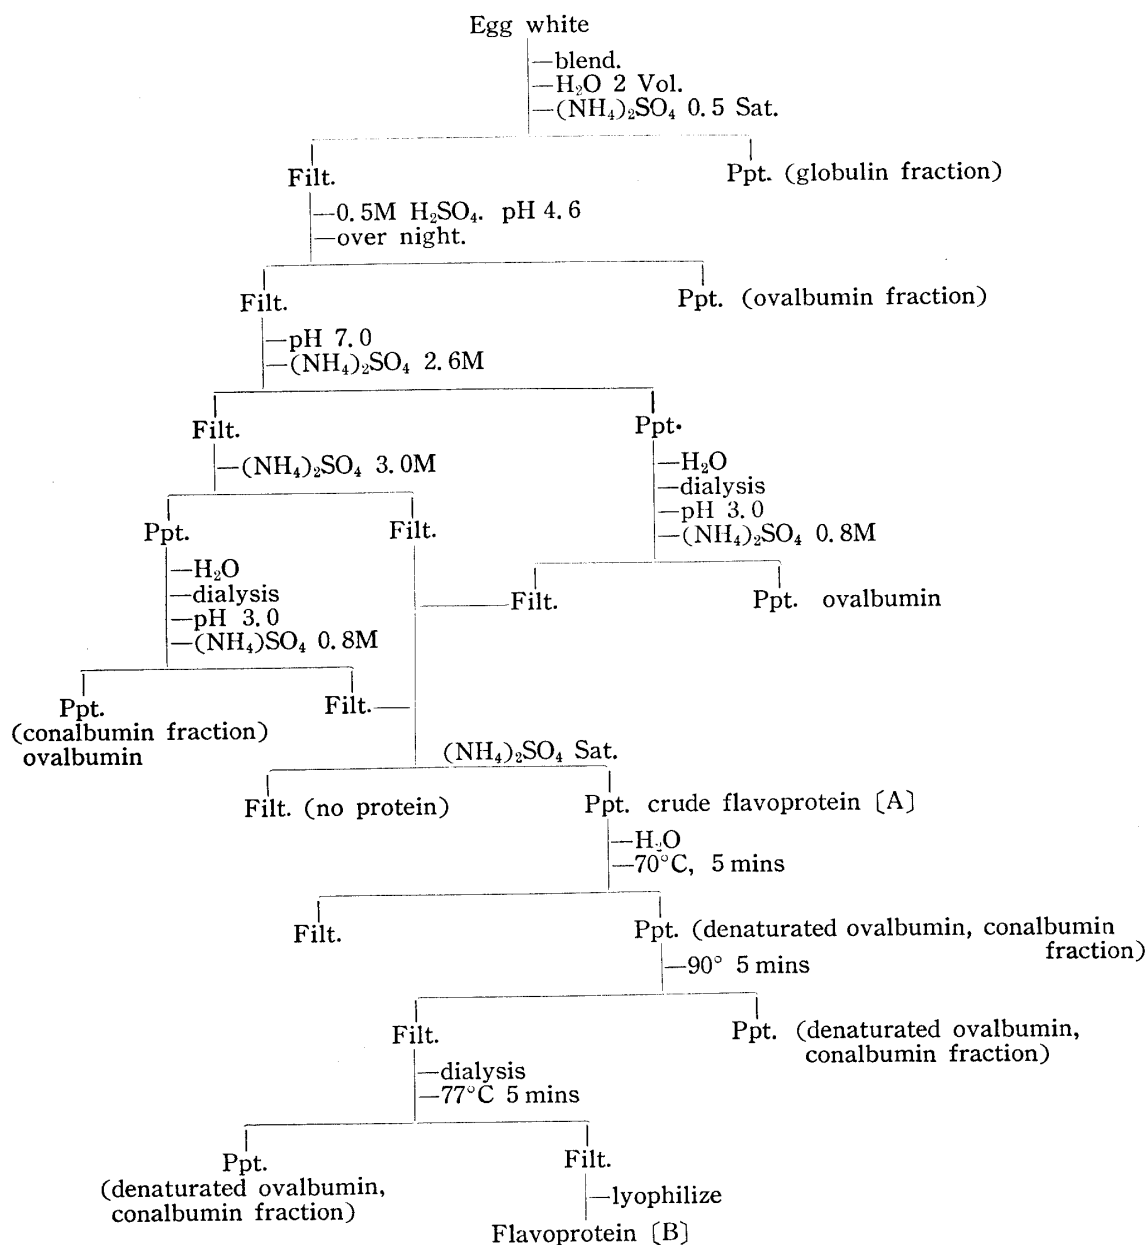 Egg white
—blend.
—H₂O 2 Vol.
—(NH₄)₂SO₄ 0.5 Sat.
Filt.
Ppt. (globulin fraction)
—0.5M H₂SO₄. pH 4.6
—over night.
Filt.
Ppt. (ovalbumin fraction)
—pH 7.0
—(NH₄)₂SO₄ 2.6M
Filt.
Ppt.
—(NH₄)₂SO₄ 3.0M
—H₂O
—dialysis
—pH 3.0
—(NH₄)₂SO₄ 0.8M
Ppt.
Filt.
—H₂O
—dialysis
—pH 3.0
—(NH₄)SO₄ 0.8M
Filt.
Ppt. ovalbumin
Ppt.
(conalbumin fraction)
ovalbumin
Filt.
(NH₄)₂SO₄ Sat.
Filt. (no protein)
Ppt. crude flavoprotein [A]
—H₂O
—70°C, 5 mins
Filt.
Ppt. (denaturated ovalbumin, conalbumin
fraction)
—90° 5 mins
Filt.
Ppt. (denaturated ovalbumin,
conalbumin fraction)
—dialysis
—77°C 5 mins
Ppt.
(denaturated ovalbumin,
conalbumin fraction)
Filt.
—lyophilize
Flavoprotein [B]